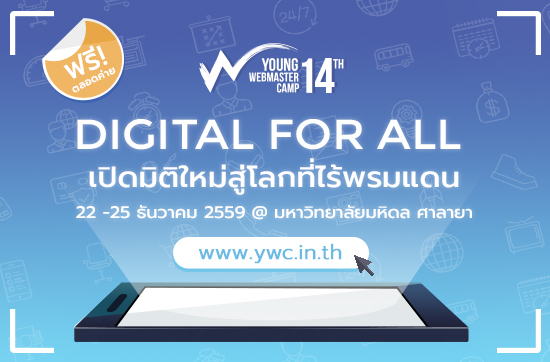 ฟรี!
ตลอดค่าย
24/7
YOUNG
WEBMASTER
CAMP
14TH
DIGITAL FOR ALL
เปิดมิติใหม่สู่โลกที่ไร้พรมแดน
22 -25 ธันวาคม 2559 @ มหาวิทยาลัยมหิดล ศาลายา
www.ywc.in.th